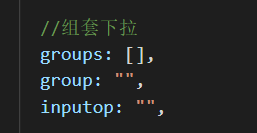 //组套下拉
groups: [],
group: "",
inputop: "",